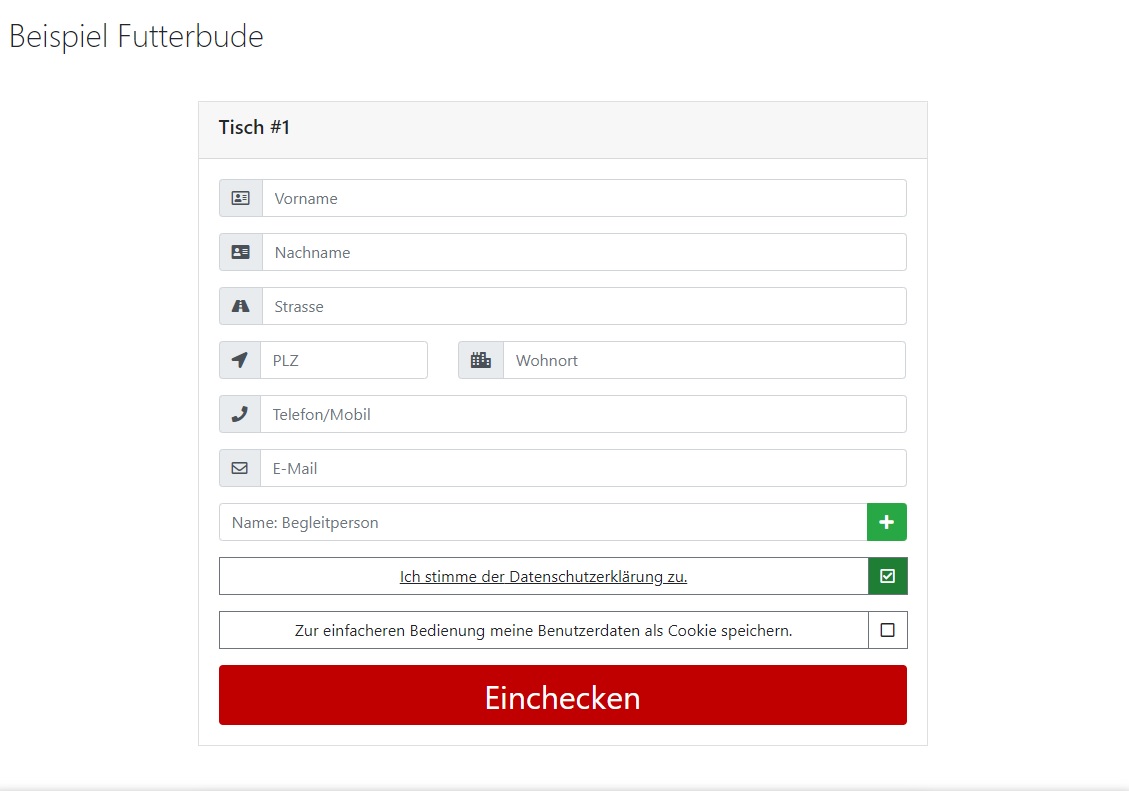 Beispiel Futterbude
Tisch #1
Vorname
Nachname
Strasse
PLZ
Wohnort
Telefon/Mobil
E-Mail
Name: Begleitperson
Ich stimme der Datenschutzerklärung zu.
Zur einfacheren Bedienung meine Benutzerdaten als Cookie speichern.
Einchecken